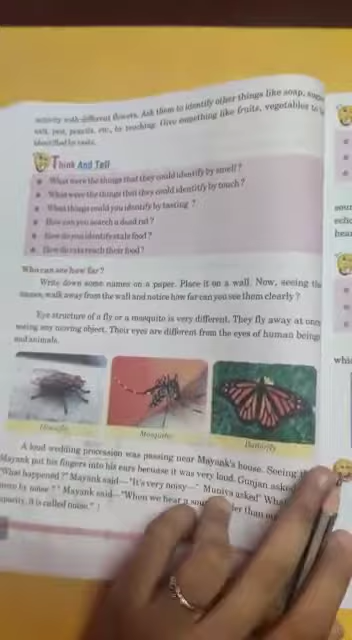 activity with different flowers. Ask them to identify other things like soap,
salt, pen, pencils, etc., by touching. Give something like fruits, vegetables to
identified by taste.
Think And Tell
What were the things that they could identify by smell?
What were the things that they could identify by touch?
What things could you identify by tasting ?
How can you search a dead rat ?
How do you identify stale food ?
How do rats reach their food ?
Who can see how far?
Write down some names on a paper. Place it on a wall. Now, seeing the
names, walk away from the wall and notice how far can you see them clearly ?
Eye structure of a fly or a mosquito is very different. They fly away at once
seeing any moving object. Their eyes are different from the eyes of human beings
and animals.
Housefly
Mosquito
Butterfly
A loud wedding procession was passing near Mayank's house. Seeing
Mayank put his fingers into his ears because it was very loud. Gunjan asked
"What happened?" Mayank said— "It's very noisy—" Muniya asked" What
mean by noise ?" Mayank said—"When we hear a sound than our
capacity, it is called noise."
sour
echo
hear
whic